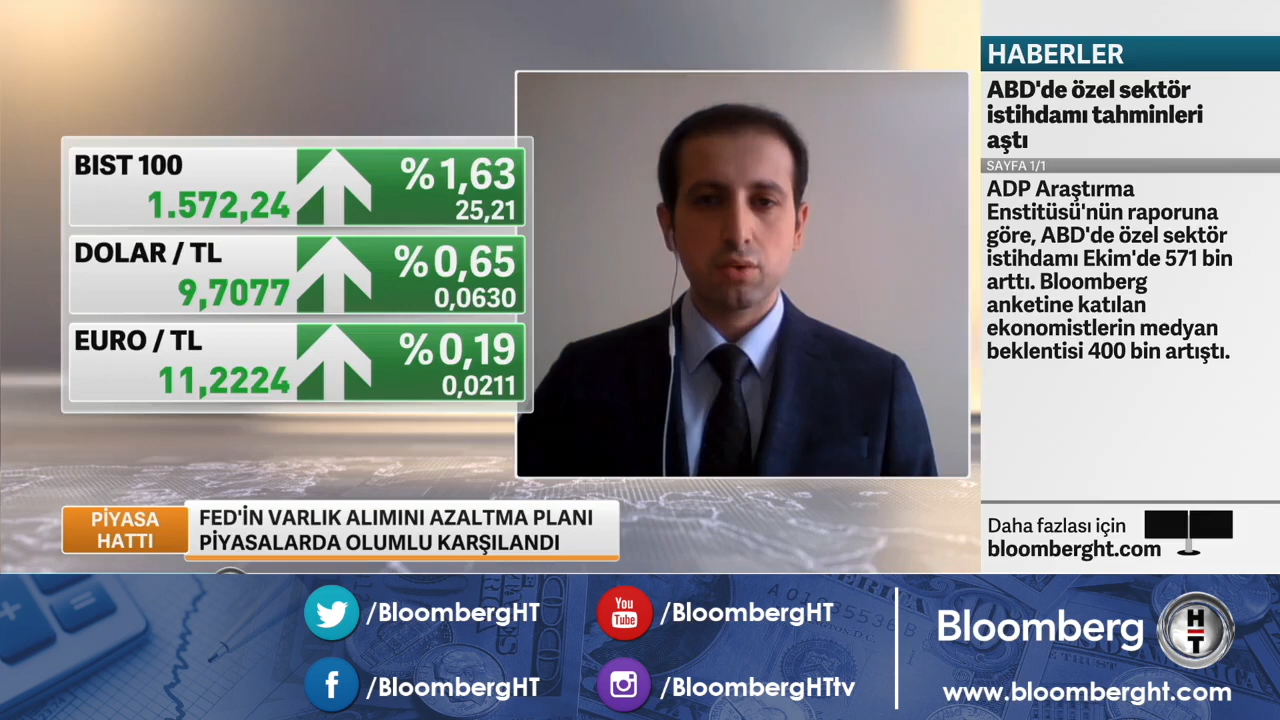 BIST 100
1.572,24
%1,63
25,21
DOLAR / TL
9,7077
%0,65
0,0630
EURO / TL
11,2224
%0,19
0,0211
HABERLER
ABD'de özel sektör
istihdamı tahminleri
aştı
SAYFA 1/1
ADP Araştırma
Enstitüsü'nün raporuna
göre, ABD'de özel sektör
istihdamı Ekim'de 571 bin
arttı. Bloomberg
anketine katılan
ekonomistlerin medyan
beklentisi 400 bin artıştı.
Daha fazlası için
bloomberght.com
PİYASA
HATTI
FED'İN VARLIK ALIMINI AZALTMA PLANI
PİYASALARDA OLUMLU KARŞILANDI
/BloombergHT
You
Tube
/BloombergHT
f
/BloombergHT
/BloombergHTtv
Bloomberg
HT
www.bloomberght.com